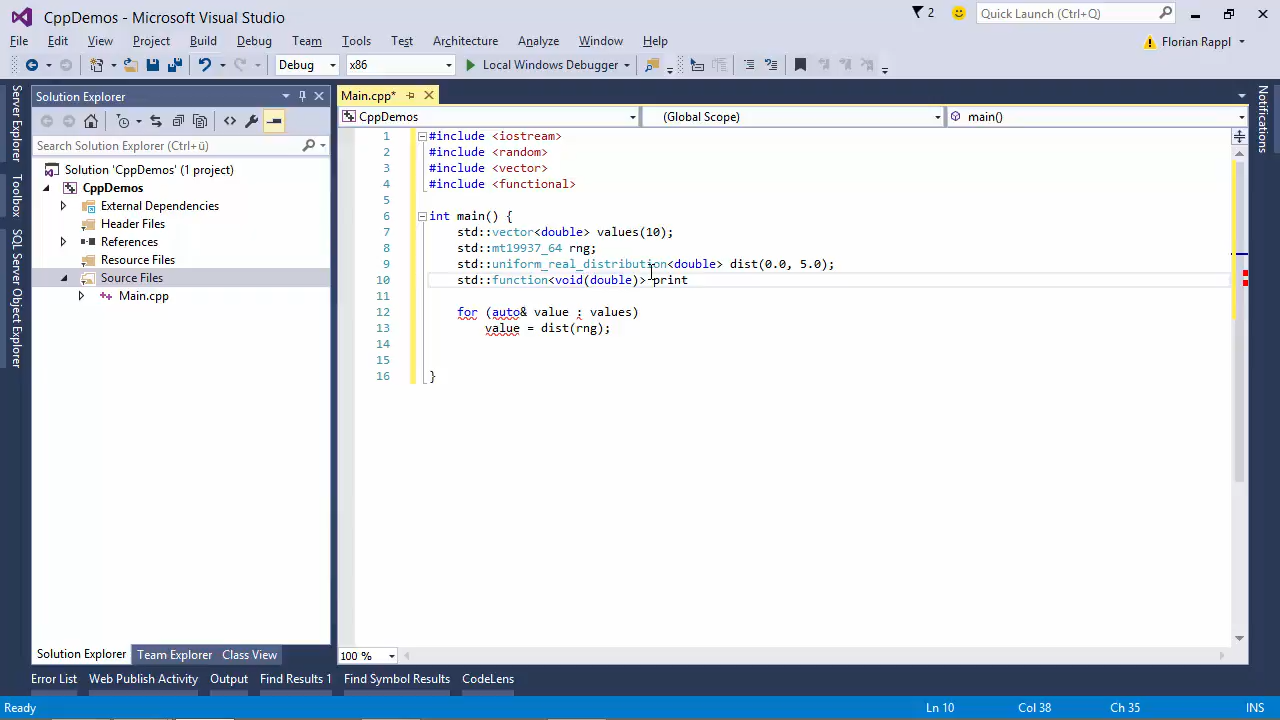 CppDemos - Microsoft Visual Studio
2
Quick Launch (Ctrl+Q)
File Edit View Project Build Debug Team Tools Test Architecture Analyze Window Help
Florian Rappl
Debug x86 Local Windows Debugger
Server Explorer
Toolbox
SQL Server Object Explorer
Notifications
Solution Explorer
Search Solution Explorer (Ctrl+ü)
Solution 'CppDemos' (1 project)
CppDemos
External Dependencies
Header Files
References
Resource Files
Source Files
Main.cpp
Solution Explorer Team Explorer Class View
Main.cpp*
CppDemos (Global Scope) main()
1 #include <iostream>
2 #include <random>
3 #include <vector>
4 #include <functional>
5
6 int main() {
7 std::vector<double> values(10);
8 std::mt19937_64 rng;
9 std::uniform_real_distribution<double> dist(0.0, 5.0);
10 std::function<void(double)> print
11
12 for (auto& value : values)
13 value = dist(rng);
14
15
16 }
100 %
Error List Web Publish Activity Output Find Results 1 Find Symbol Results CodeLens
Ready Ln 10 Col 38 Ch 35 INS